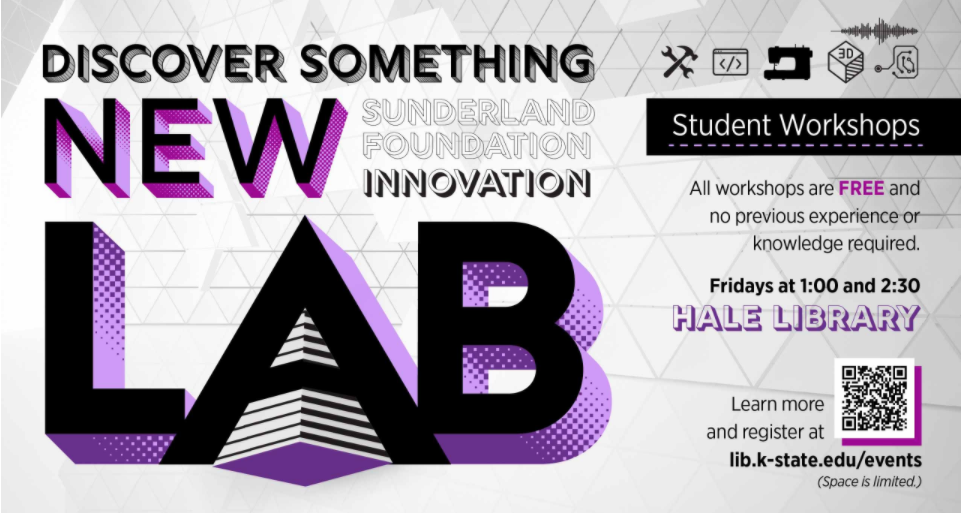 DISCOVER SOMETHING
NEW
SUNDERLAND
FOUNDATION
INNOVATION
LAB
</>
3D
Student Workshops
All workshops are FREE and
no previous experience or
knowledge required.
Fridays at 1:00 and 2:30
HALE LIBRARY
Learn more
and register at
lib.k-state.edu/events
(Space is limited.)